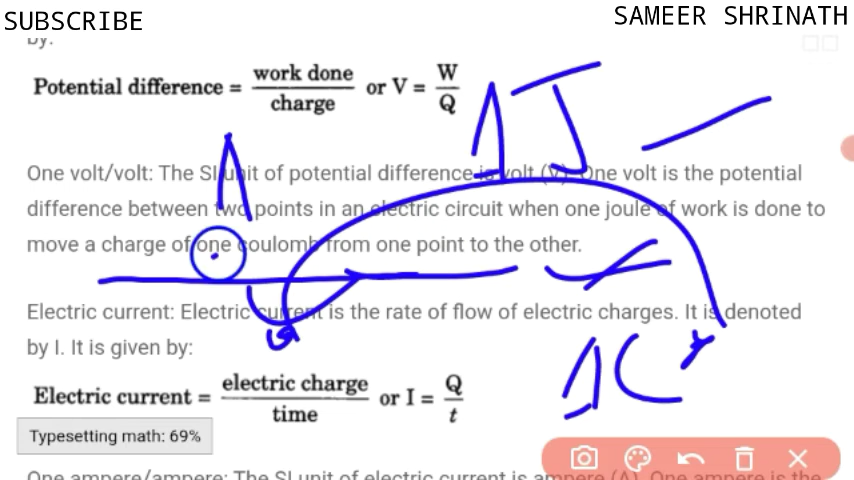 SUBSCRIBE
SAMEER SHRINATH
by:
Potential difference = work done / charge or V = W / Q
One volt/volt: The SI unit of potential difference is volt (V). One volt is the potential
difference between two points in an electric circuit when one joule of work is done to
move a charge of one coulomb from one point to the other.
1J
Electric current: Electric current is the rate of flow of electric charges. It is denoted
by I. It is given by:
1C
Electric current = electric charge / time or I = Q / t
Typesetting math: 69%
One ampere/ampere: The SI unit of electric current is ampere (A). One ampere is the